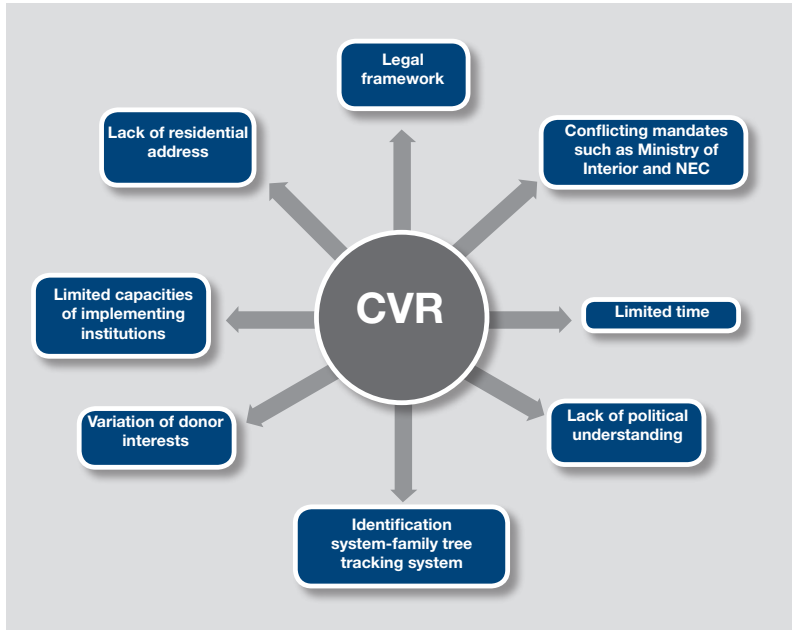 Legal
framework
Lack of residential
address
Conflicting mandates
such as Ministry of
Interior and NEC
Limited capacities
of implementing
institutions
CVR
Limited time
Variation of donor
interests
Lack of political
understanding
Identification
system-family tree
tracking system